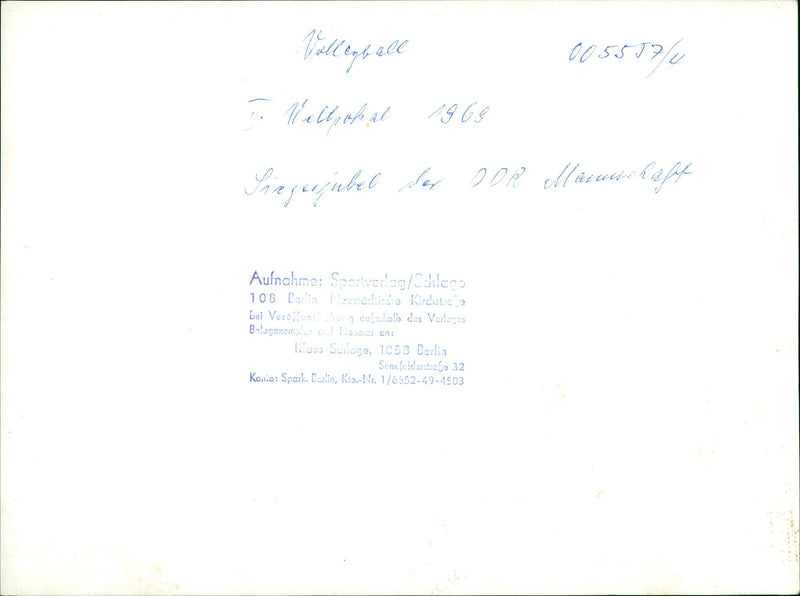 Volleyball 005557/4
II. Weltpokal 1969
Siegesjubel der DDR Mannschaft
Aufnahme: Sportverlag/Schlage
108 Berlin, Neustädtische Kirchstraße
Bei Veröffentlichung außerhalb des Verlages
Belegexemplar und Honorar an:
Klaus Schlage, 1058 Berlin
Senefelderstraße 32
Konto: Spark. Berlin, Kto.-Nr. 1/6652-49-4503